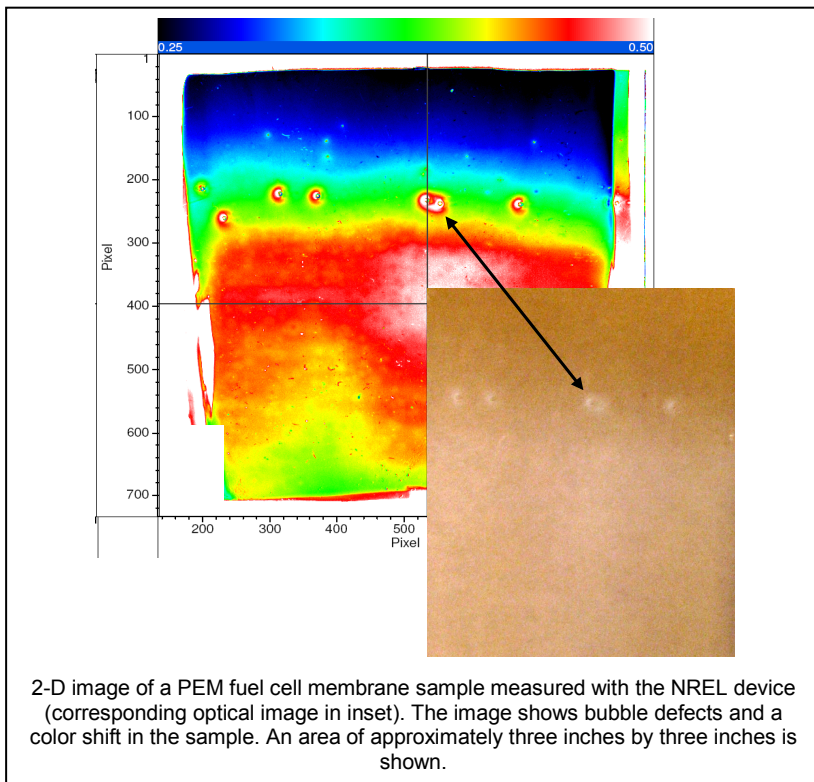 0.25 0.50
1
100
200
300
400
500
600
700
Pixel
200 300 400 500
Pixel
2-D image of a PEM fuel cell membrane sample measured with the NREL device
(corresponding optical image in inset). The image shows bubble defects and a
color shift in the sample. An area of approximately three inches by three inches is
shown.